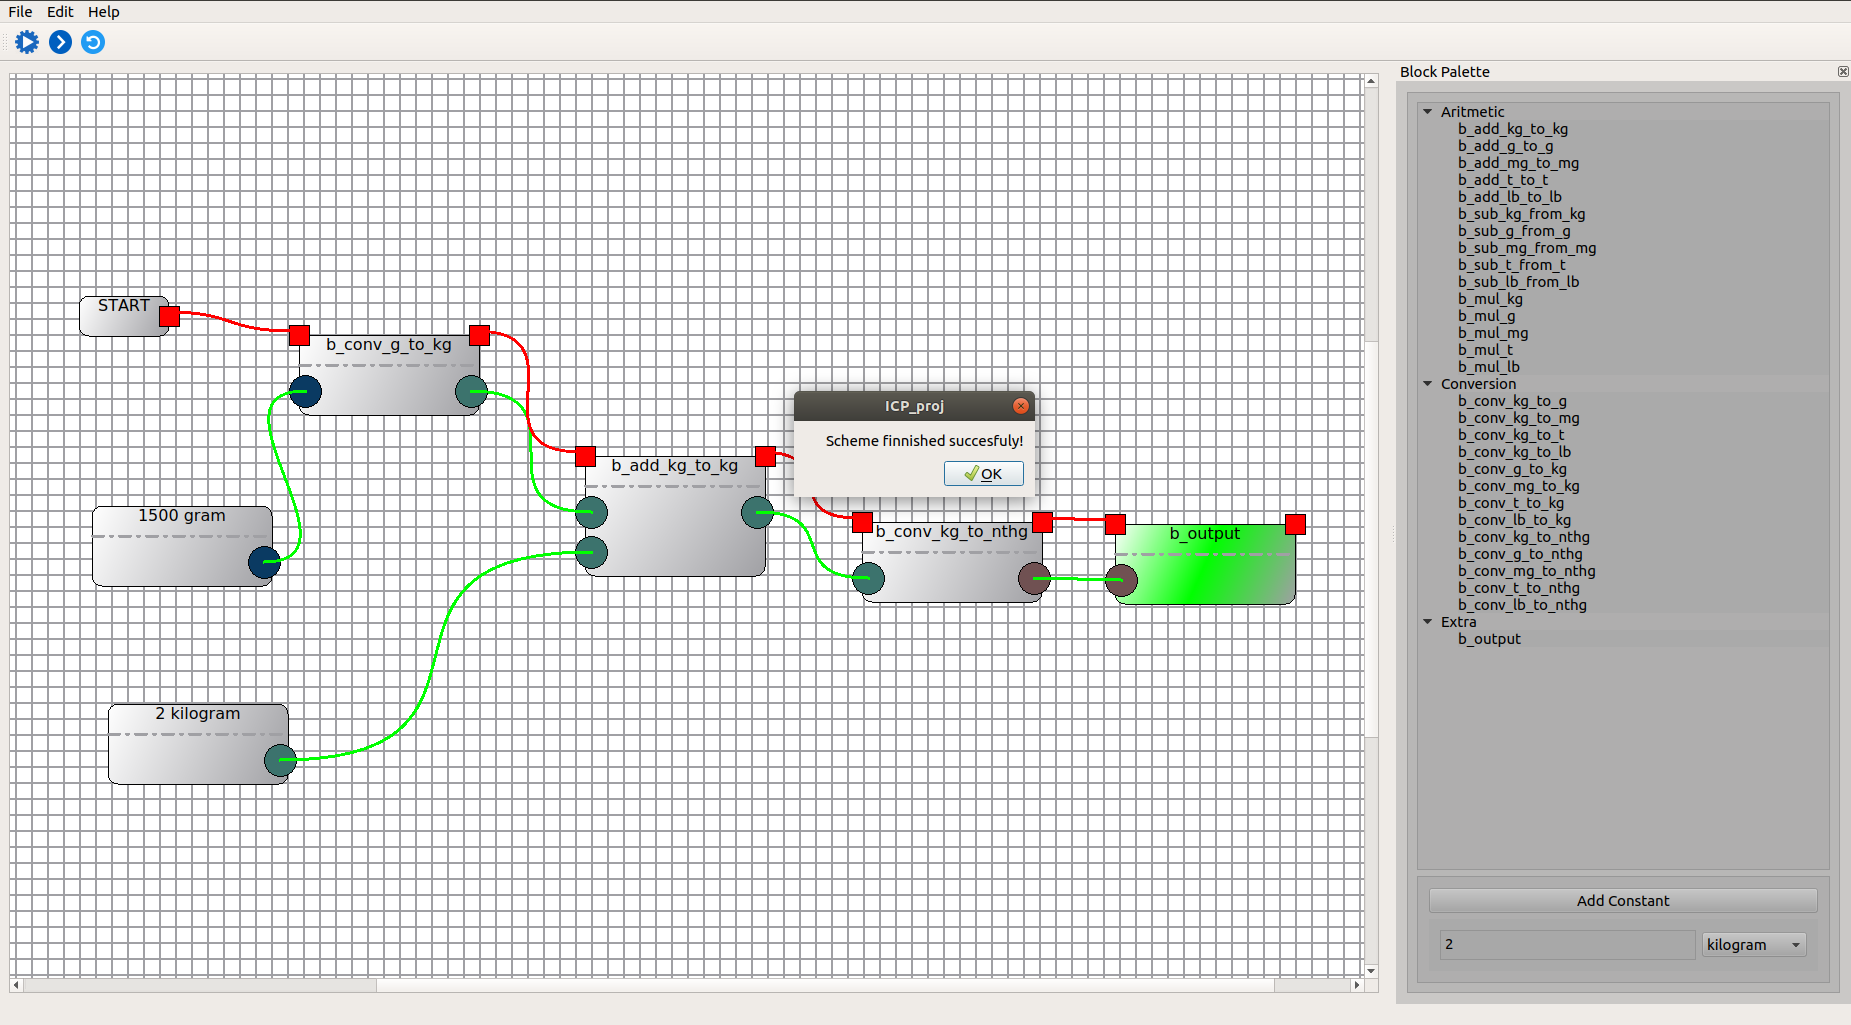 File Edit Help
START
b_conv_g_to_kg
1500 gram
2 kilogram
b_add_kg_to_kg
b_conv_kg_to_nthg
b_output
ICP_proj
Scheme finnished succesfuly!
OK
Block Palette
Aritmetic
b_add_kg_to_kg
b_add_g_to_g
b_add_mg_to_mg
b_add_t_to_t
b_add_lb_to_lb
b_sub_kg_from_kg
b_sub_g_from_g
b_sub_mg_from_mg
b_sub_t_from_t
b_sub_lb_from_lb
b_mul_kg
b_mul_g
b_mul_mg
b_mul_t
b_mul_lb
Conversion
b_conv_kg_to_g
b_conv_kg_to_mg
b_conv_kg_to_t
b_conv_kg_to_lb
b_conv_g_to_kg
b_conv_mg_to_kg
b_conv_t_to_kg
b_conv_lb_to_kg
b_conv_kg_to_nthg
b_conv_g_to_nthg
b_conv_mg_to_nthg
b_conv_t_to_nthg
b_conv_lb_to_nthg
Extra
b_output
Add Constant
2
kilogram